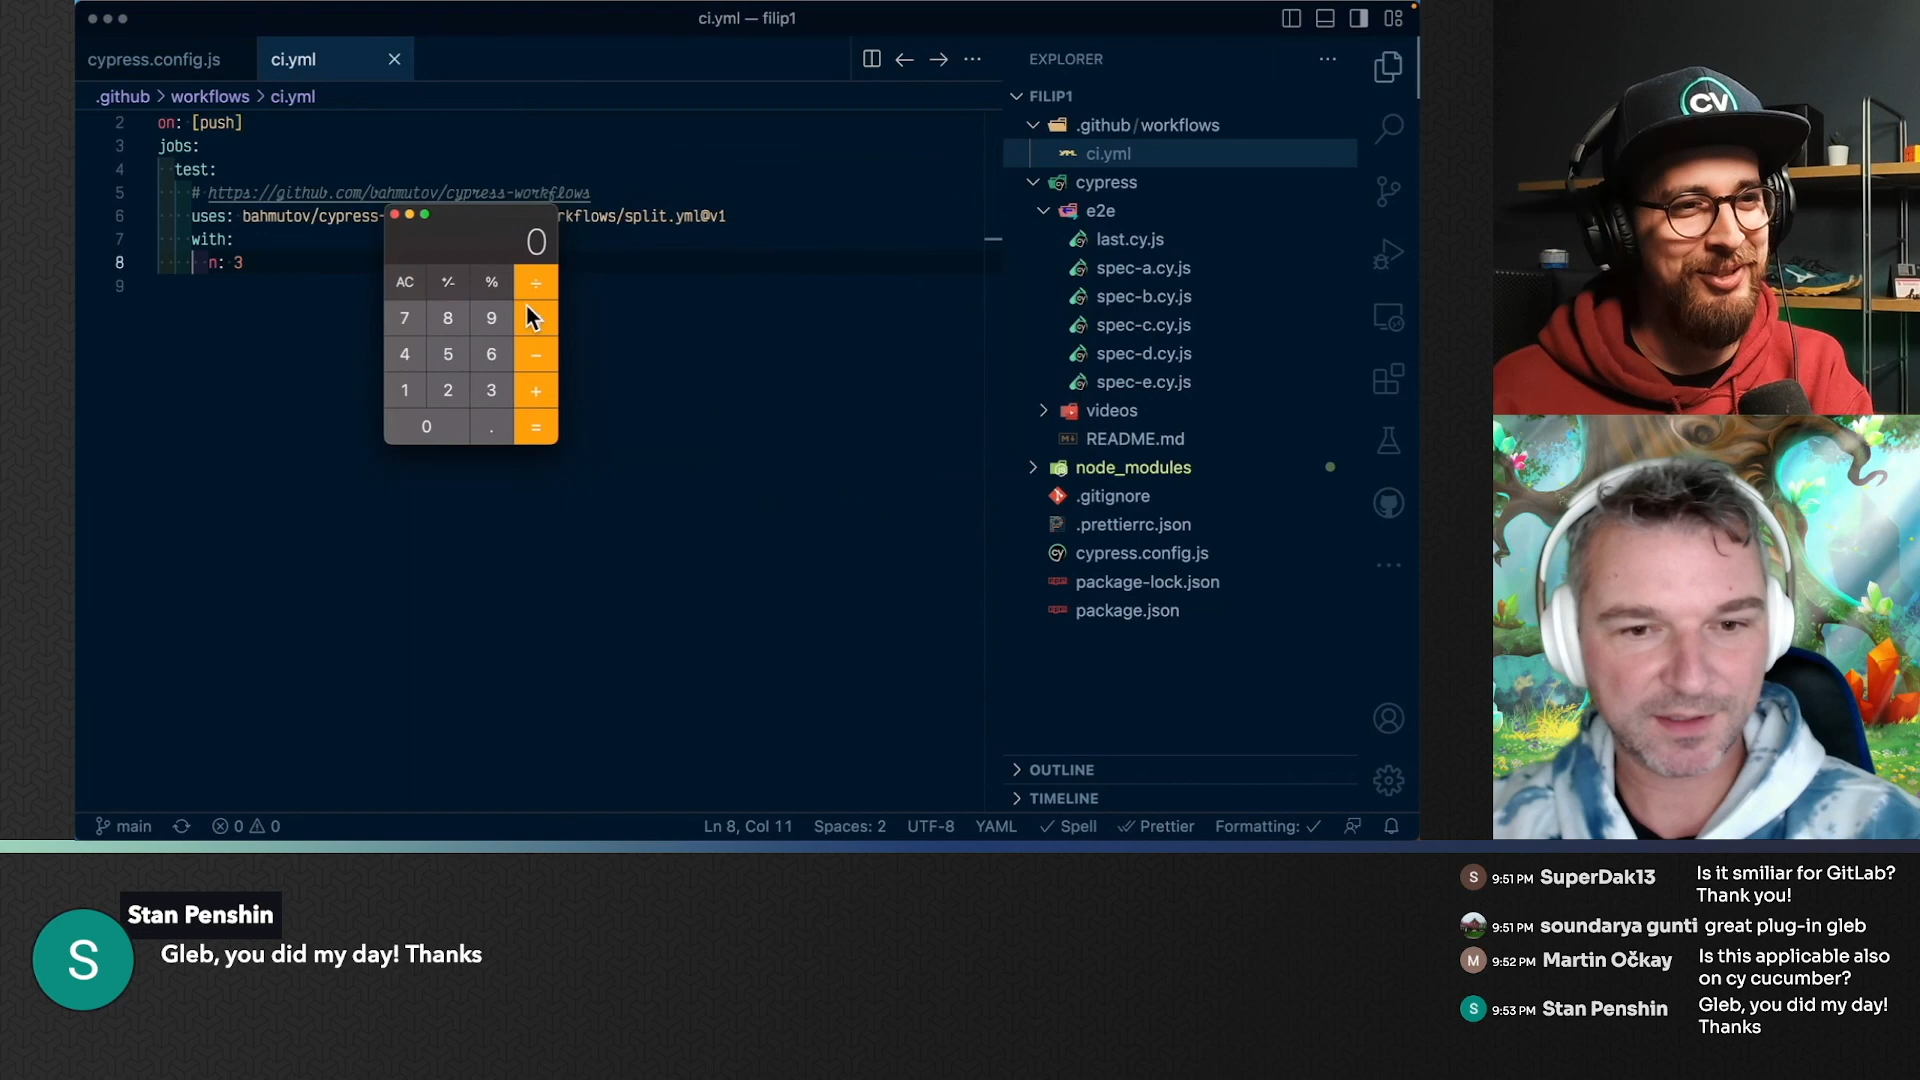 ci.yml — filip1
cypress.config.js
ci.yml
.github > workflows > ci.yml
2 on: [push]
3 jobs:
4 test:
5 # https://github.com/bahmutov/cypress-workflows
6 uses: bahmutov/cypress- rkflows/split.yml@v1
7 with:
8 n: 3
9
0
AC +/- % ÷
7 8 9
4 5 6 −
1 2 3 +
0 . =
EXPLORER
FILIP1
.github/workflows
ci.yml
cypress
e2e
last.cy.js
spec-a.cy.js
spec-b.cy.js
spec-c.cy.js
spec-d.cy.js
spec-e.cy.js
videos
README.md
node_modules
.gitignore
.prettierrc.json
cypress.config.js
package-lock.json
package.json
OUTLINE
TIMELINE
main 0 0 Ln 8, Col 11 Spaces: 2 UTF-8 YAML Spell Prettier Formatting:
CV
S
Stan Penshin
Gleb, you did my day! Thanks
S 9:51 PM SuperDak13 Is it smiliar for GitLab?
Thank you!
9:51 PM soundarya gunti great plug-in gleb
M 9:52 PM Martin Očkay Is this applicable also
on cy cucumber?
S 9:53 PM Stan Penshin Gleb, you did my day!
Thanks